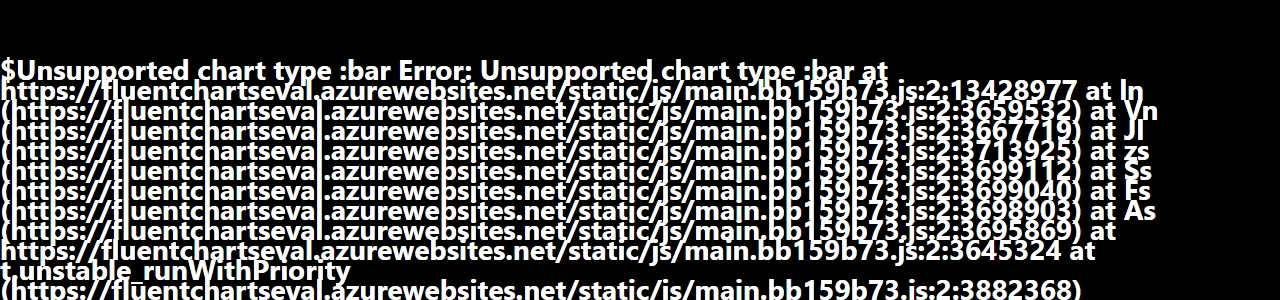 $Unsupported chart type :bar Error: Unsupported chart type :bar at
https://fluentchartseval.azurewebsites.net/static/js/main.bb159b73.js:2:13428977 at ln
(https://fluentchartseval.azurewebsites.net/static/js/main.bb159b73.js:2:3659532) at Vn
(https://fluentchartseval.azurewebsites.net/static/js/main.bb159b73.js:2:3667719) at Jl
(https://fluentchartseval.azurewebsites.net/static/js/main.bb159b73.js:2:3713925) at zs
(https://fluentchartseval.azurewebsites.net/static/js/main.bb159b73.js:2:3699112) at Ss
(https://fluentchartseval.azurewebsites.net/static/js/main.bb159b73.js:2:3699040) at Fs
(https://fluentchartseval.azurewebsites.net/static/js/main.bb159b73.js:2:3698903) at As
(https://fluentchartseval.azurewebsites.net/static/js/main.bb159b73.js:2:3695869) at
https://fluentchartseval.azurewebsites.net/static/js/main.bb159b73.js:2:3645324 at
t.unstable_runWithPriority
(https://fluentchartseval.azurewebsites.net/static/js/main.bb159b73.js:2:3882368)